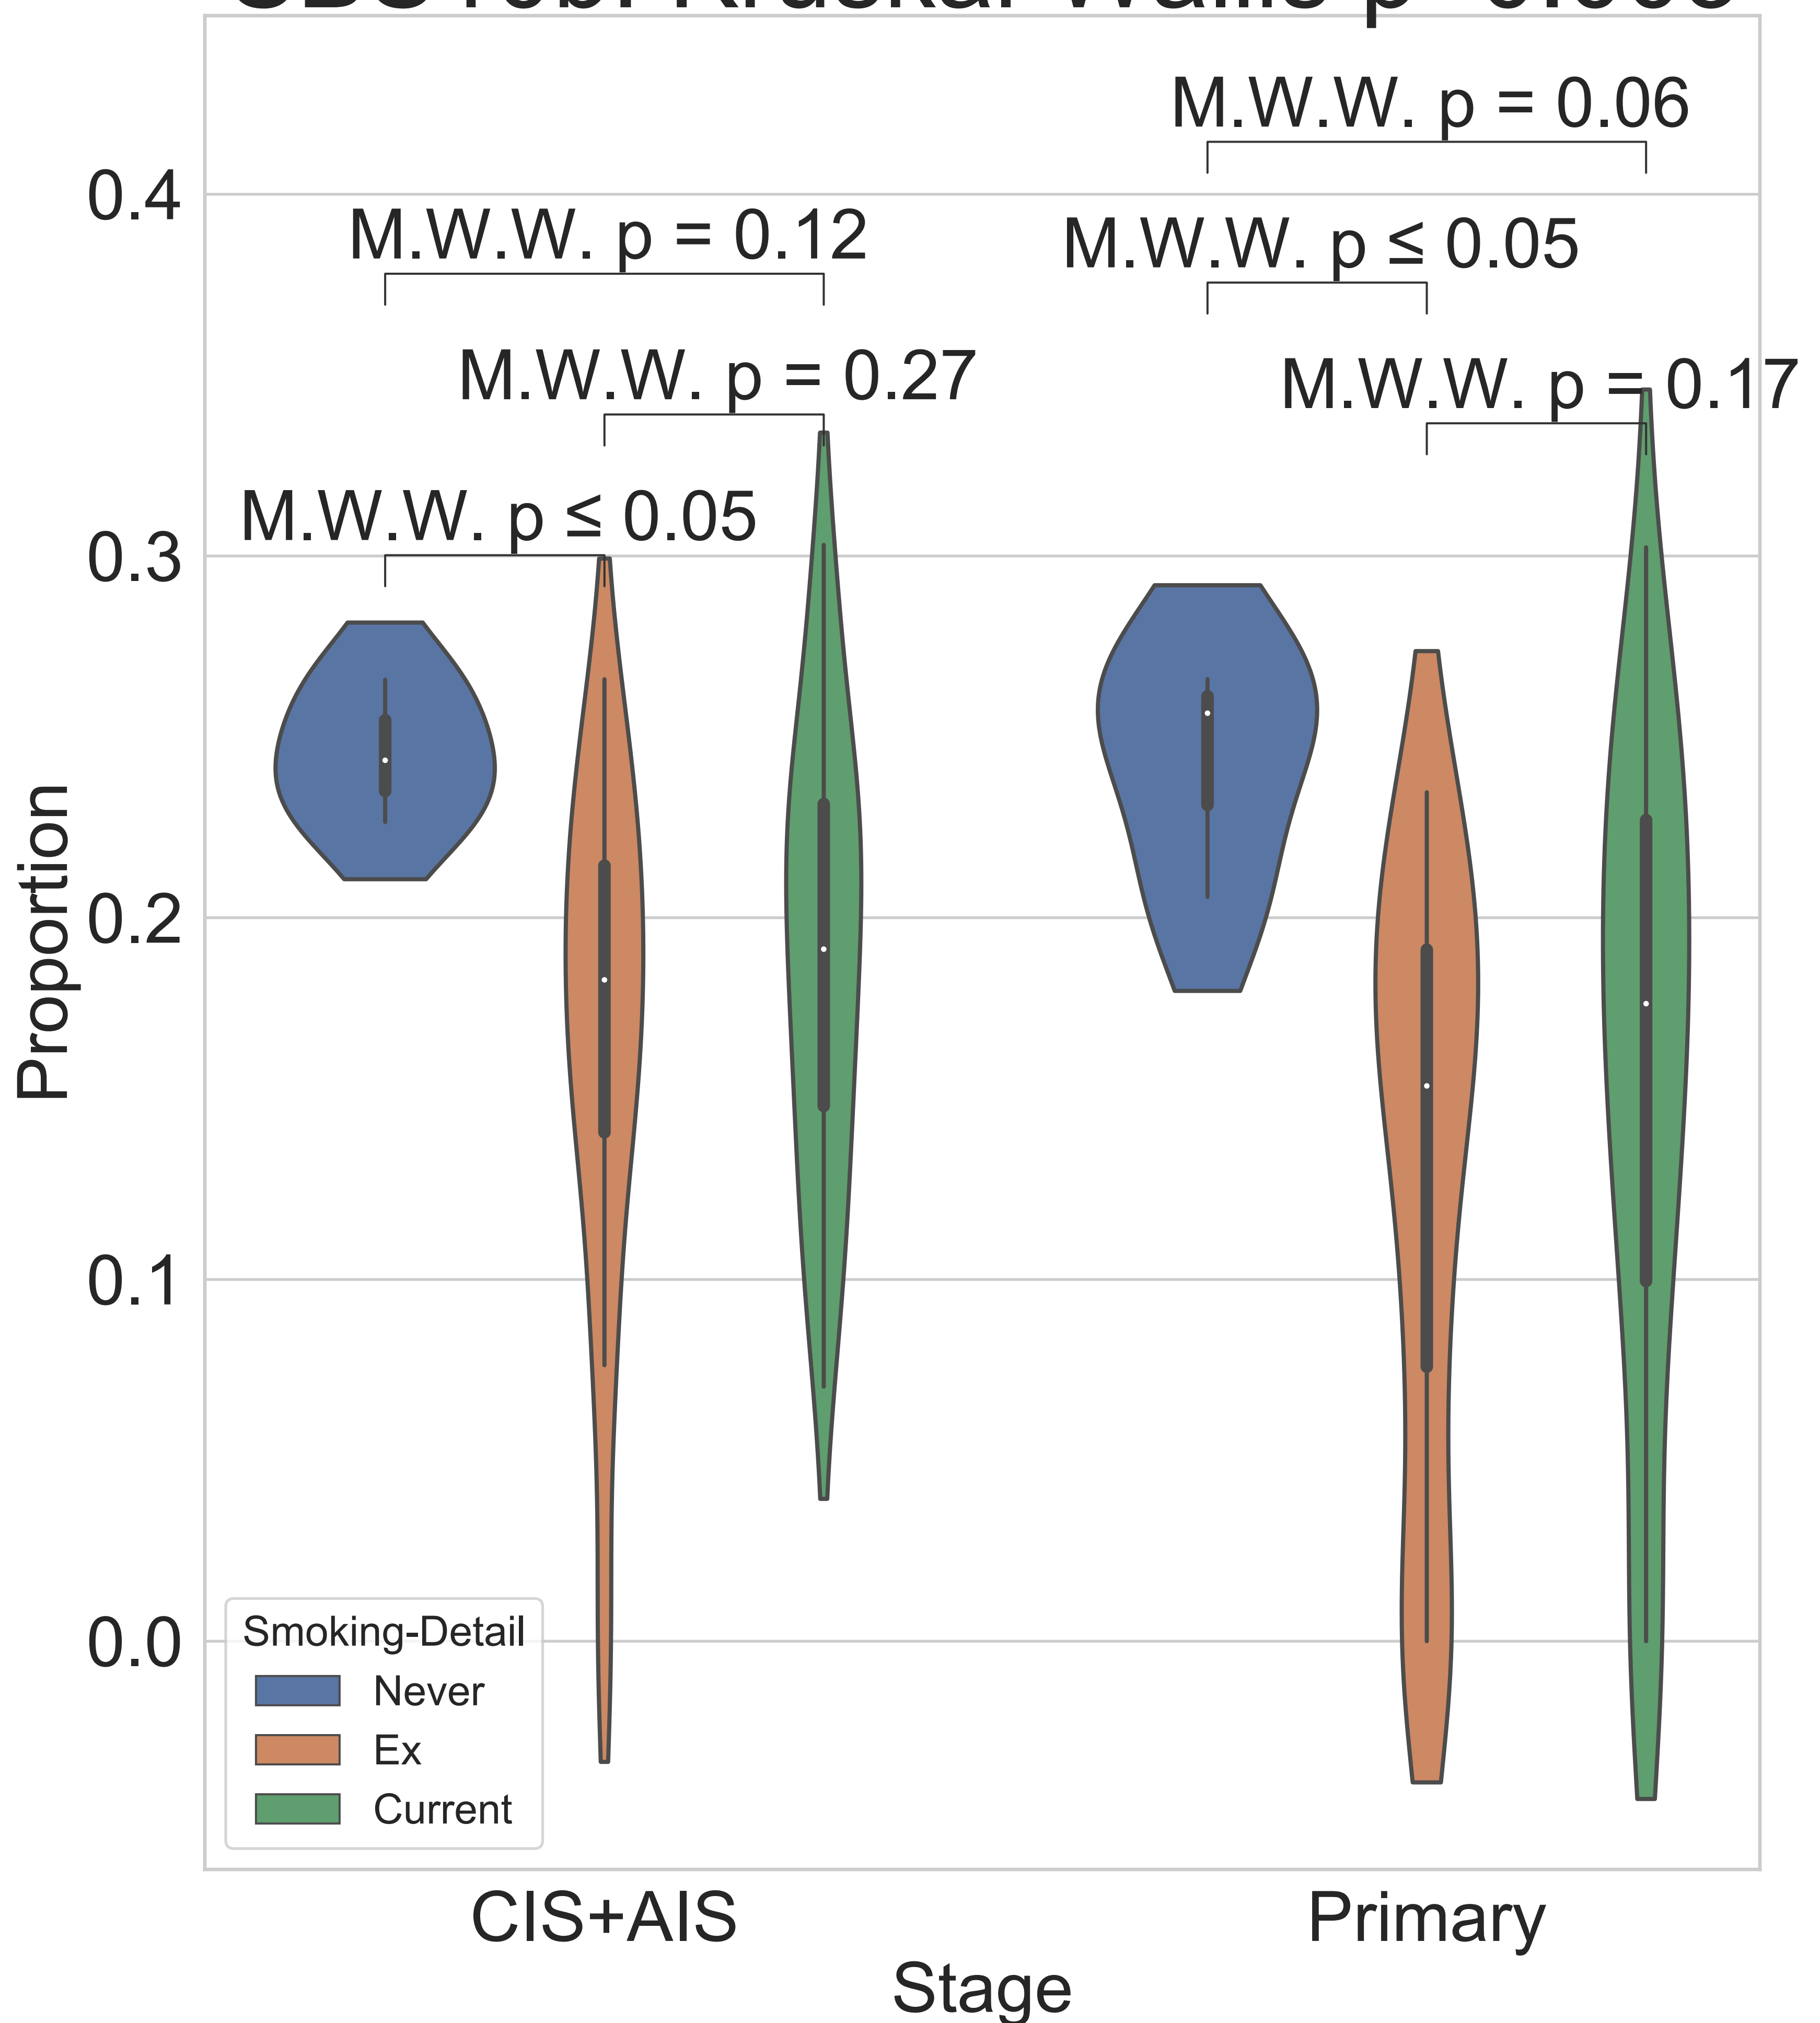 M.W.W. p = 0.06
0.4
M.W.W. p = 0.12
M.W.W. p ≤ 0.05
M.W.W. p = 0.27
M.W.W. p = 0.17
M.W.W. p ≤ 0.05
0.3
0.2
0.1
0.0
Proportion
Smoking-Detail
Never
Ex
Current
CIS+AIS
Primary
Stage